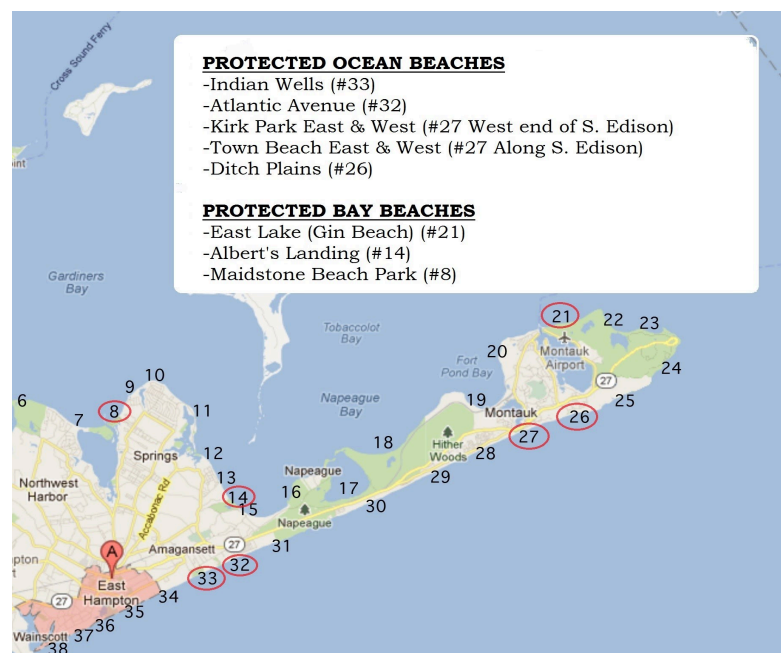 Cross Sound Ferry
PROTECTED OCEAN BEACHES
-Indian Wells (#33)
-Atlantic Avenue (#32)
-Kirk Park East & West (#27 West end of S. Edison)
-Town Beach East & West (#27 Along S. Edison)
-Ditch Plains (#26)
PROTECTED BAY BEACHES
-East Lake (Gin Beach) (#21)
-Albert's Landing (#14)
-Maidstone Beach Park (#8)
int
Gardiners
Bay
Tobaccolot
Bay
21
22
23
20
Montauk
Airport
Fort
Pond Bay
24
27
25
26
19
Montauk
27
28
Napeague
Bay
18
Hither
Woods
29
6
7
8
9
10
11
Springs
12
13
14
15
Northwest
Harbor
Accabonac Rd
Napeague
16
17
Napeague
30
31
Amagansett
27
32
33
pton
A
East
Hampton
34
35
36
37
38
27
Wainscott